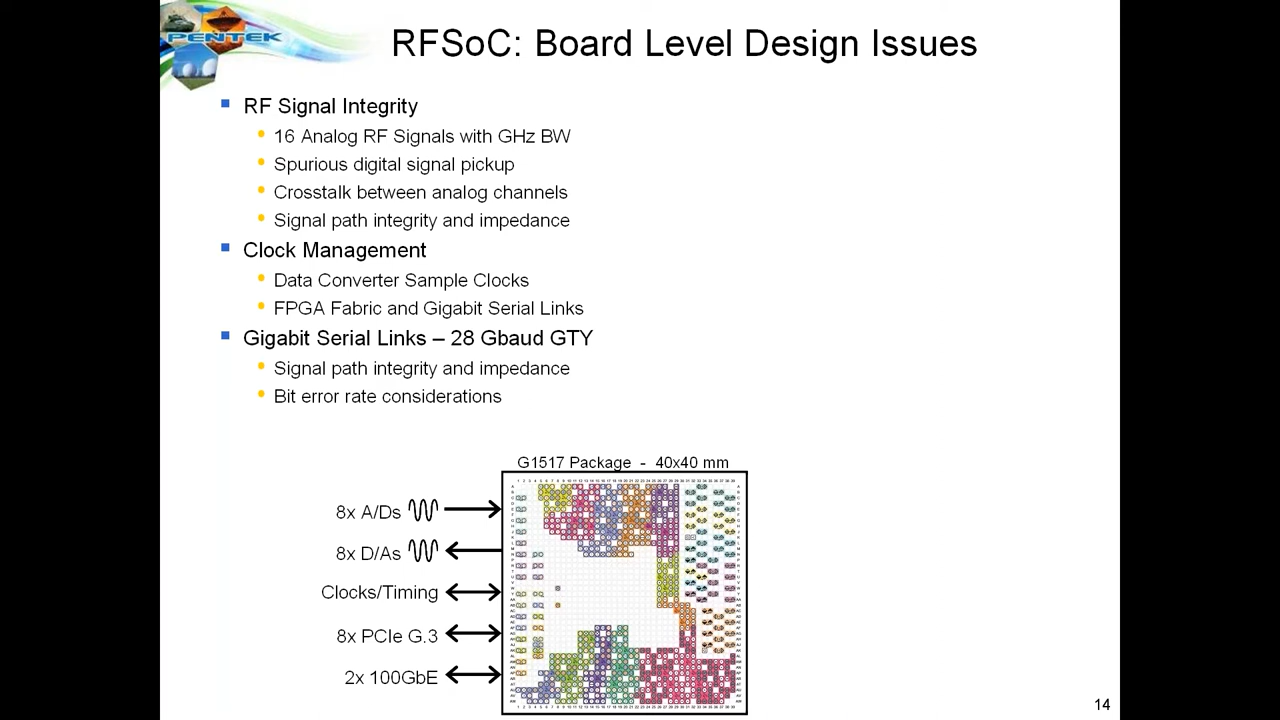 PENTEK
RFSoC: Board Level Design Issues
RF Signal Integrity
16 Analog RF Signals with GHz BW
Spurious digital signal pickup
Crosstalk between analog channels
Signal path integrity and impedance
Clock Management
Data Converter Sample Clocks
FPGA Fabric and Gigabit Serial Links
Gigabit Serial Links – 28 Gbaud GTY
Signal path integrity and impedance
Bit error rate considerations
G1517 Package - 40x40 mm
8x A/Ds
8x D/As
Clocks/Timing
8x PCIe G.3
2x 100GbE
14